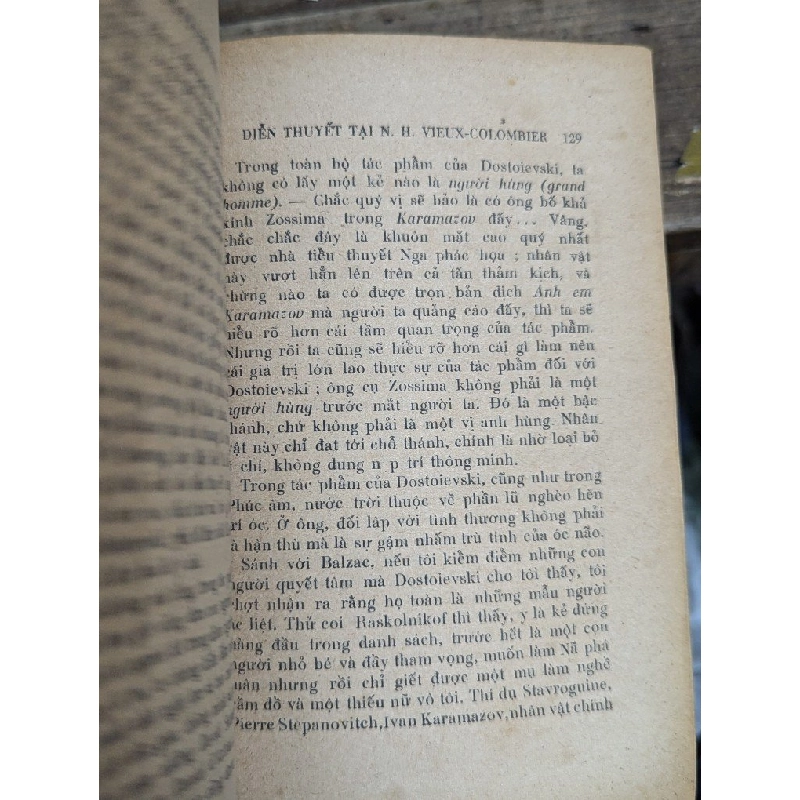 DIỄN THUYẾT TẠI N. H. VIEUX-COLOMBIER 129
Trong toàn bộ tác phẩm của Dostoievski, ta
không có lấy một kẻ nào là người hùng (grand
homme). — Chắc quý vị sẽ bảo là có ông bố khả
kính Zossima trong Karamazov đấy... Vâng,
chắc chắc đây là khuôn mặt cao quý nhất
được nhà tiểu thuyết Nga phác họa ; nhân vật
này vượt hẳn lên trên cả tấn thảm kịch, và
chừng nào ta có được trọn bản dịch Anh em
Karamazov mà người ta quảng cáo đấy, thì ta sẽ
hiểu rõ hơn cái tầm quan trọng của tác phẩm.
Nhưng rồi ta cũng sẽ hiểu rỡ hơn cái gì làm nên
cái giá trị lớn lao thực sự của tác phẩm đối với
Dostoievski ; ông cụ Zossima không phải là một
người hùng trước mắt người ta. Đó là một bậc
thánh, chứ không phải là một vị anh hùng. Nhân
vật này chỉ đạt tới chỗ thánh, chính là nhờ loại bỏ
ý chí, không dung n p trí thông minh.
Trong tác phẩm của Dostoievski, cũng như trong
Phúc âm, nước trời thuộc về phần lũ nghèo hèn
trí óc. Ở ông, đối lập với tình thương không phải
là hận thù mà là sự gậm nhấm trù tính của óc não.
Sánh với Balzac, nếu tôi kiểm điểm những con
người quyết tâm mà Dostoievski cho tôi thấy, tôi
chợt nhận ra rằng họ toàn là những mẫu người
ác liệt. Thử coi Raskolnikof thì thấy, y là kẻ đứng
hàng đầu trong danh sách, trước hết là một con
người nhỏ bé và đầy tham vọng, muốn làm Nã phá
luân nhưng rồi chỉ giết được một mụ làm nghề
cầm đồ và một thiếu nữ vô tội. Thí dụ Stavroguine,
Pierre Stepanovitch, Ivan Karamazov, nhân vật chính